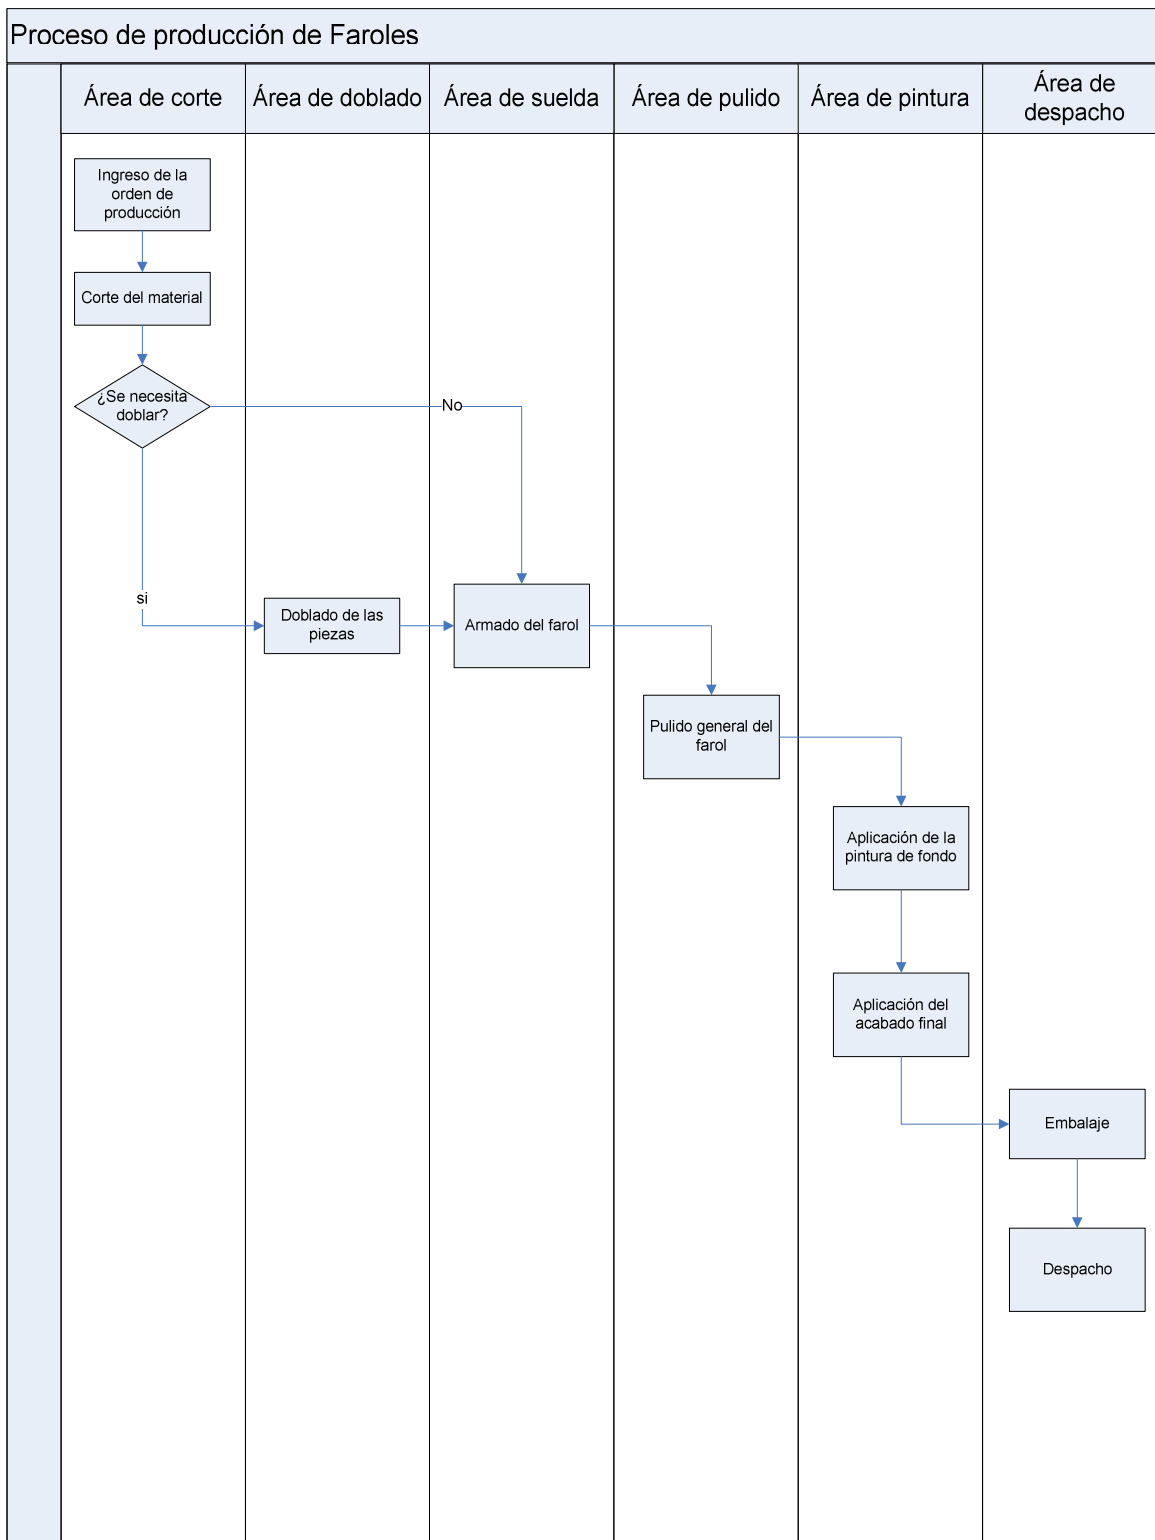 Proceso de producción de Faroles
Área de corte
Área de doblado
Área de suelda
Área de pulido
Área de pintura
Área de
despacho
Ingreso de la
orden de
producción
Corte del material
¿Se necesita
doblar?
No
si
Doblado de las
piezas
Armado del farol
Pulido general del
farol
Aplicación de la
pintura de fondo
Aplicación del
acabado final
Embalaje
Despacho